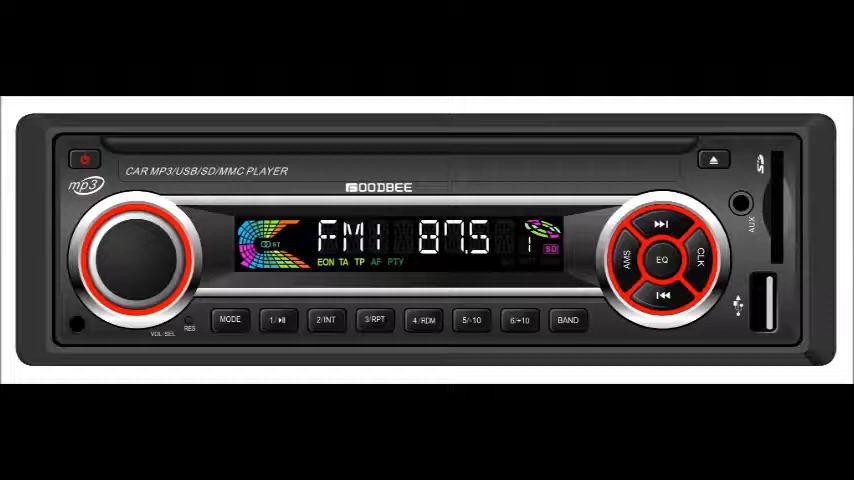 CAR MP3/USB/SD/MMC PLAYER
mp3
GOODBEE
AUX
FM1 87.5 1
ST
SD
EON TA TP AF PTY
AMS
EQ
CLK
VOL/SEL
RES
MODE
1/
2/INT
3/RPT
4/RDM
5/-10
6/+10
BAND